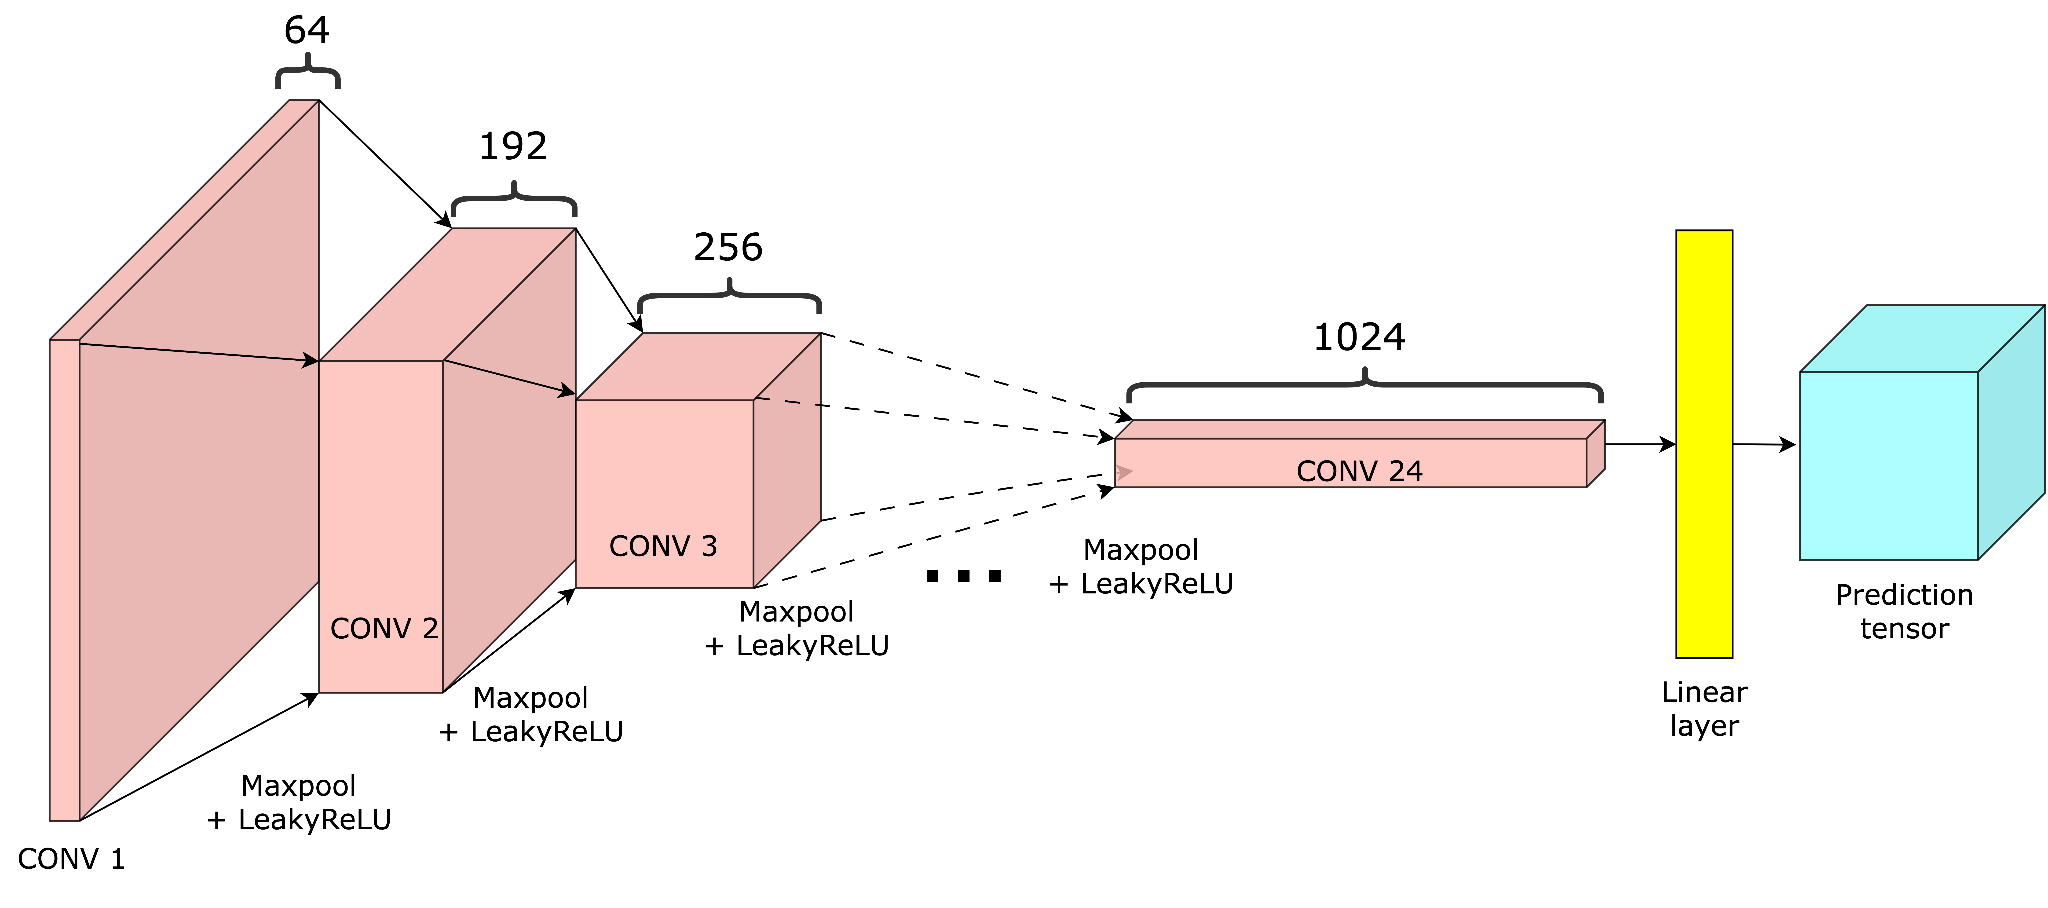 64
192
256
1024
CONV 1
Maxpool
+ LeakyReLU
CONV 2
Maxpool
+ LeakyReLU
CONV 3
Maxpool
+ LeakyReLU
...
Maxpool
+ LeakyReLU
CONV 24
Linear
layer
Prediction
tensor